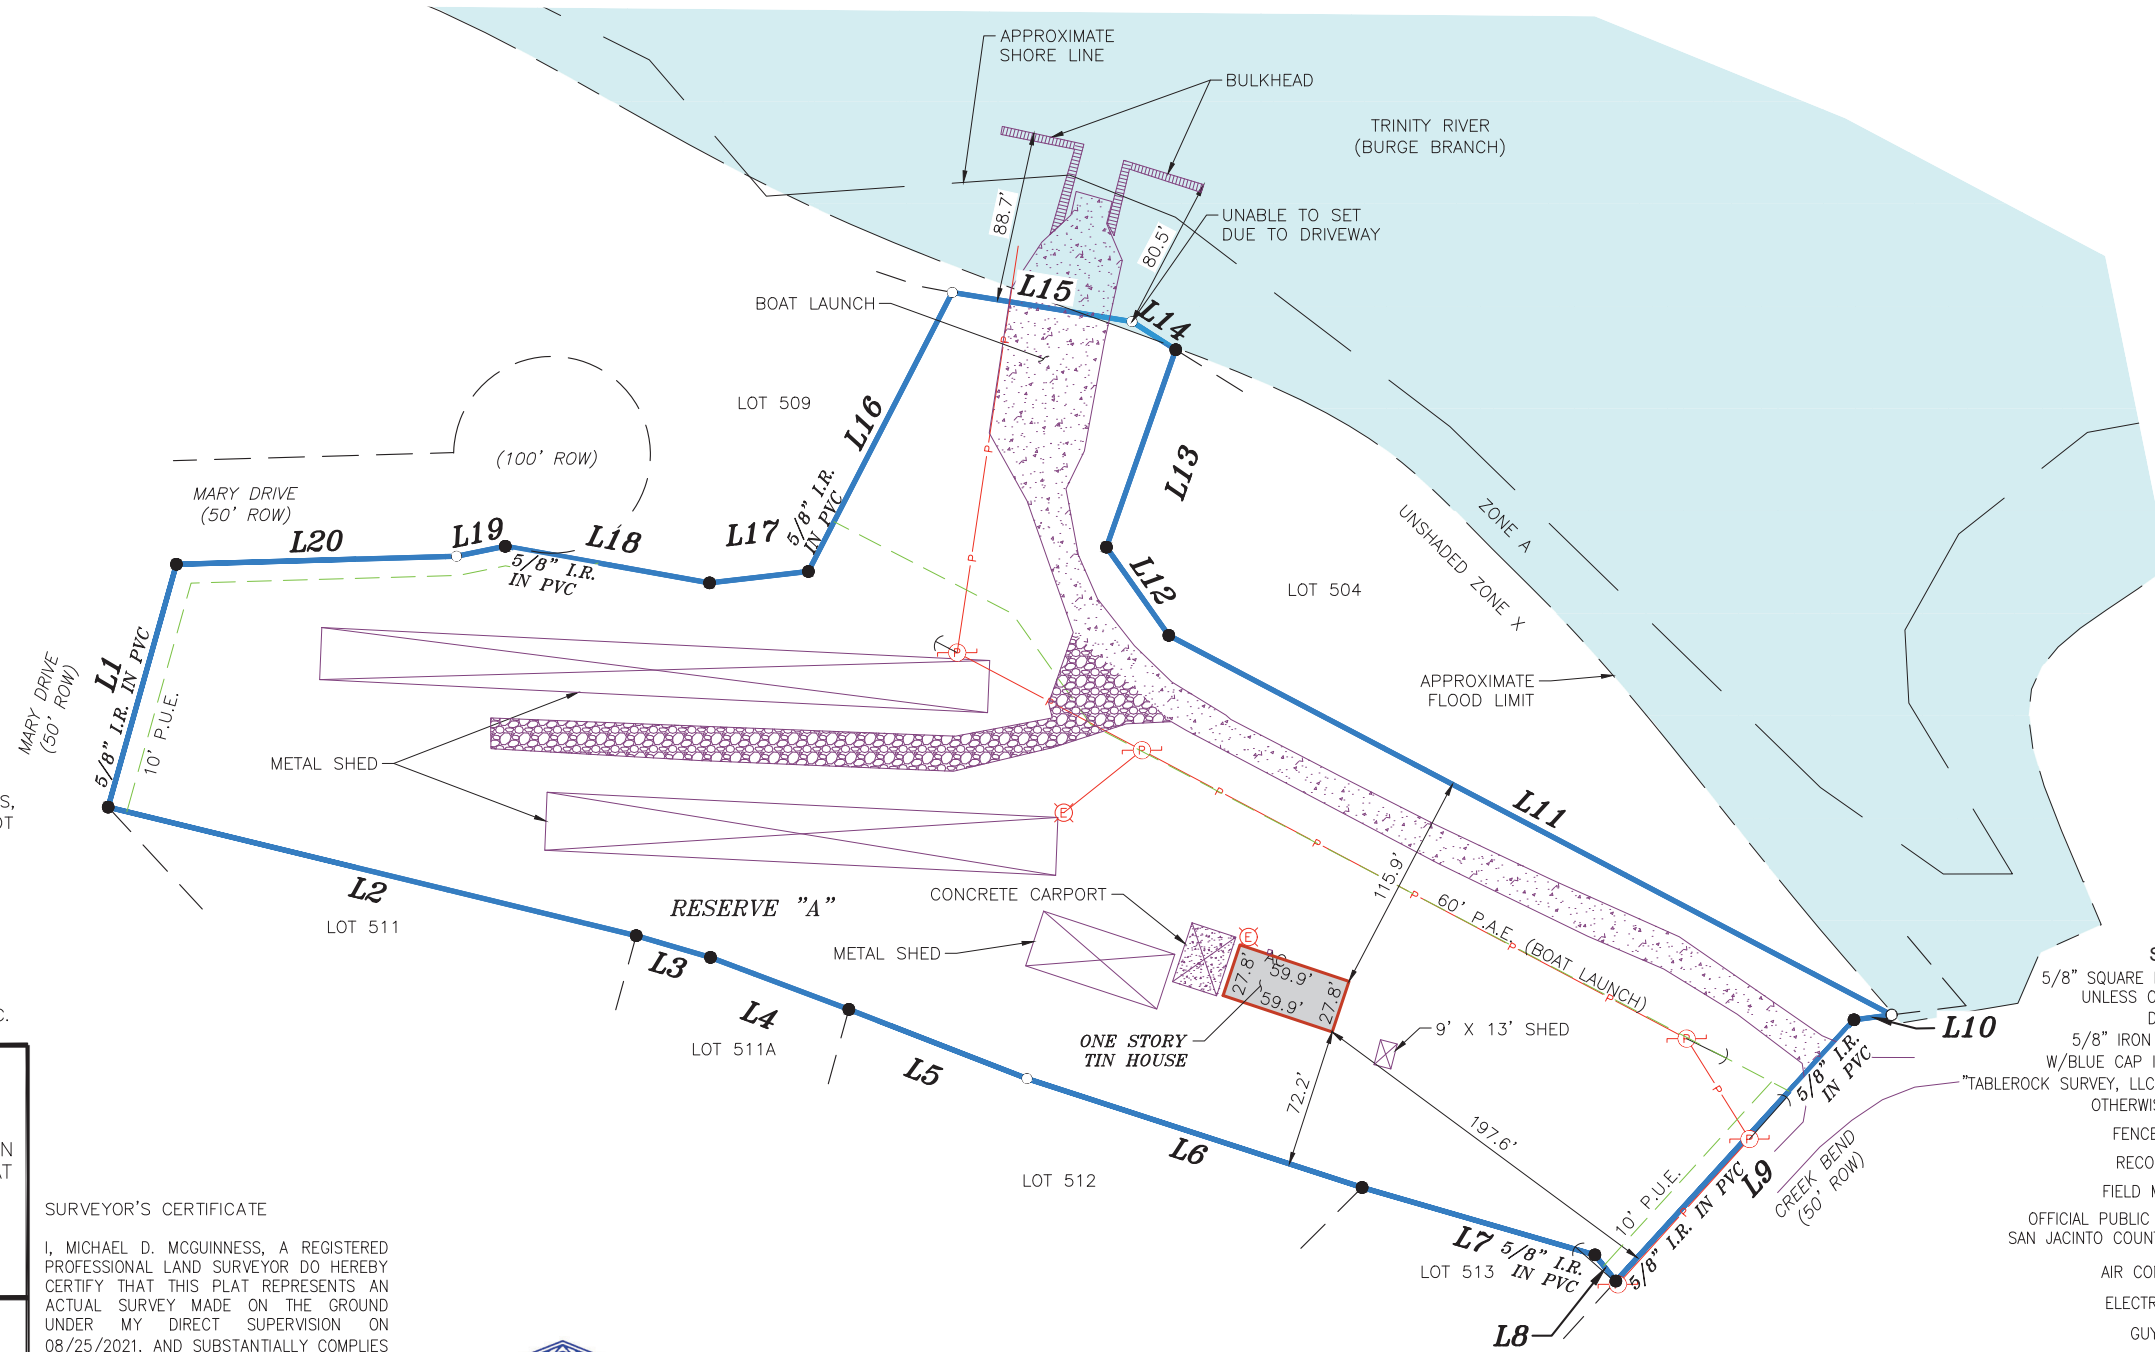 APPROXIMATE
SHORE LINE
BULKHEAD
TRINITY RIVER
(BURGE BRANCH)
88.7'
80.5'
UNABLE TO SET
DUE TO DRIVEWAY
L15
L14
BOAT LAUNCH
LOT 509
L16
(100' ROW)
L13
MARY DRIVE
(50' ROW)
L20
L19
L18
L17
5/8" I.R.
IN PVC
5/8" I.R.
IN PVC
L12
LOT 504
ZONE A
UNSHADED ZONE X
P
P
P
L1
5/8" I.R. IN PVC
MARY DRIVE
(50' ROW)
10' P.U.E.
P
P
APPROXIMATE
FLOOD LIMIT
METAL SHED
P
E
P
P
P
P
P
L11
115.9'
60' P.A.E. (BOAT LAUNCH)
L2
LOT 511
RESERVE "A"
CONCRETE CARPORT
METAL SHED
E
AC
59.9'
27.8'
59.9'
27.8'
L3
L4
LOT 511A
L5
ONE STORY
TIN HOUSE
9' X 13' SHED
72.2'
197.6'
P
P
P
L10
5/8" I.R.
IN PVC
L6
LOT 512
10' P.U.E.
5/8" I.R. IN PVC
P
P
L9
CREEK BEND
(50' ROW)
L7
5/8" I.R.
IN PVC
LOT 513
L8
S,
OT
C.
N
AT
SURVEYOR'S CERTIFICATE
I, MICHAEL D. MCGUINNESS, A REGISTERED
PROFESSIONAL LAND SURVEYOR DO HEREBY
CERTIFY THAT THIS PLAT REPRESENTS AN
ACTUAL SURVEY MADE ON THE GROUND
UNDER MY DIRECT SUPERVISION ON
08/25/2021, AND SUBSTANTIALLY COMPLIES
S
5/8" SQUARE
UNLESS O
D
5/8" IRON
W/BLUE CAP
"TABLEROCK SURVEY, LLC
OTHERWIS
FENCE
RECO
FIELD M
OFFICIAL PUBLIC
SAN JACINTO COUN
AIR CO
ELECTR
GUY